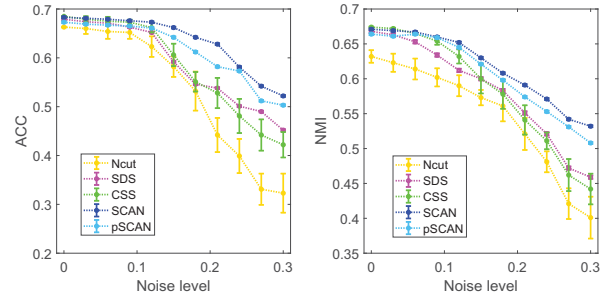 0.7
0.6
0.5
0.4
0.3
0.2
ACC
Ncut
SDS
CSS
SCAN
pSCAN
0
0.1
0.2
0.3
Noise level
0.7
0.65
0.6
0.55
0.5
0.45
0.4
0.35
NMI
Ncut
SDS
CSS
SCAN
pSCAN
0
0.1
0.2
0.3
Noise level